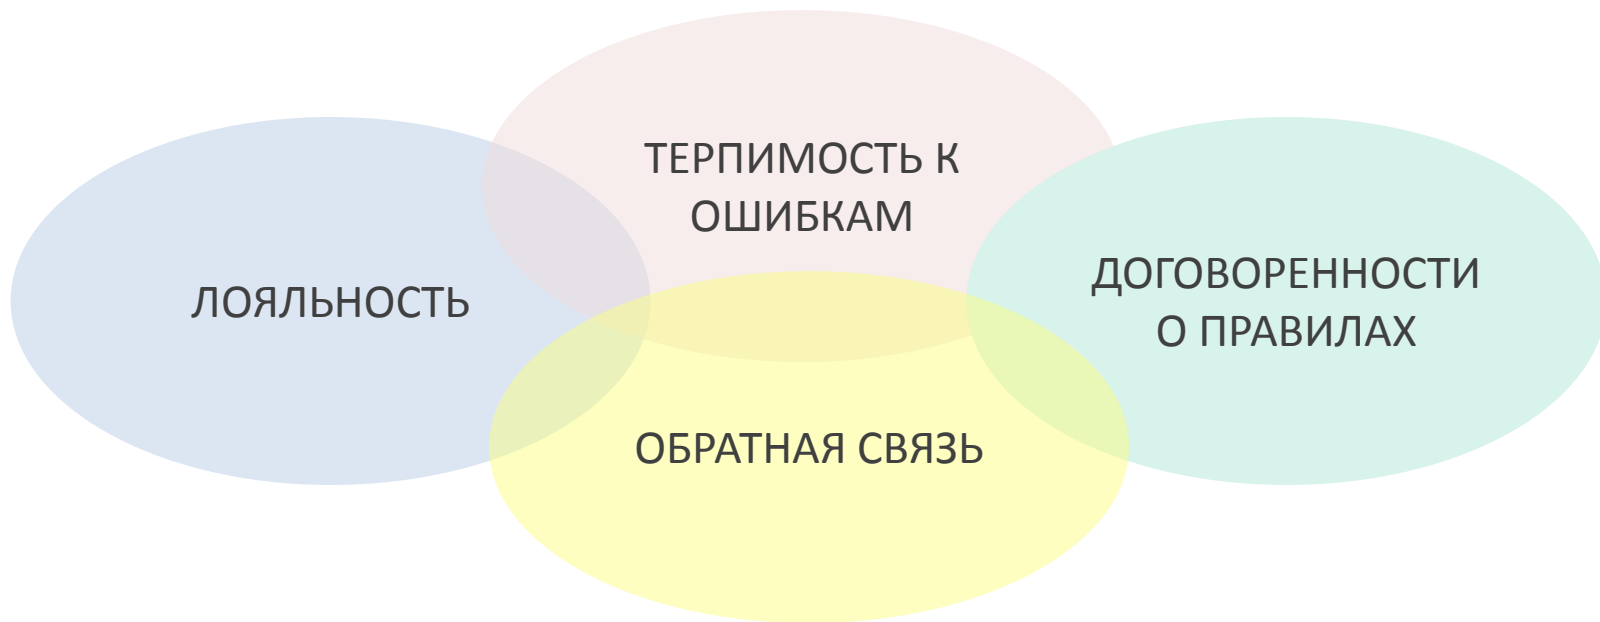 ТЕРПИМОСТЬ К
ОШИБКАМ
ЛОЯЛЬНОСТЬ
ДОГОВОРЕННОСТИ
О ПРАВИЛАХ
ОБРАТНАЯ СВЯЗЬ